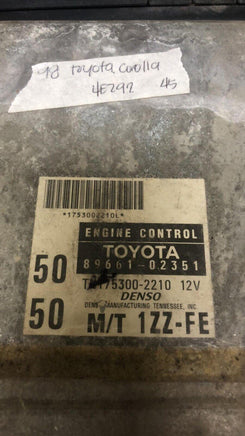 98 toyota corolla
4E292 45
*1753002210L*
ENGINE CONTROL
TOYOTA
50 89661-02351
175300-2210 12V
DENSO
50 DENSO MANUFACTURING TENNESSEE, INC.
M/T 1ZZ-FE